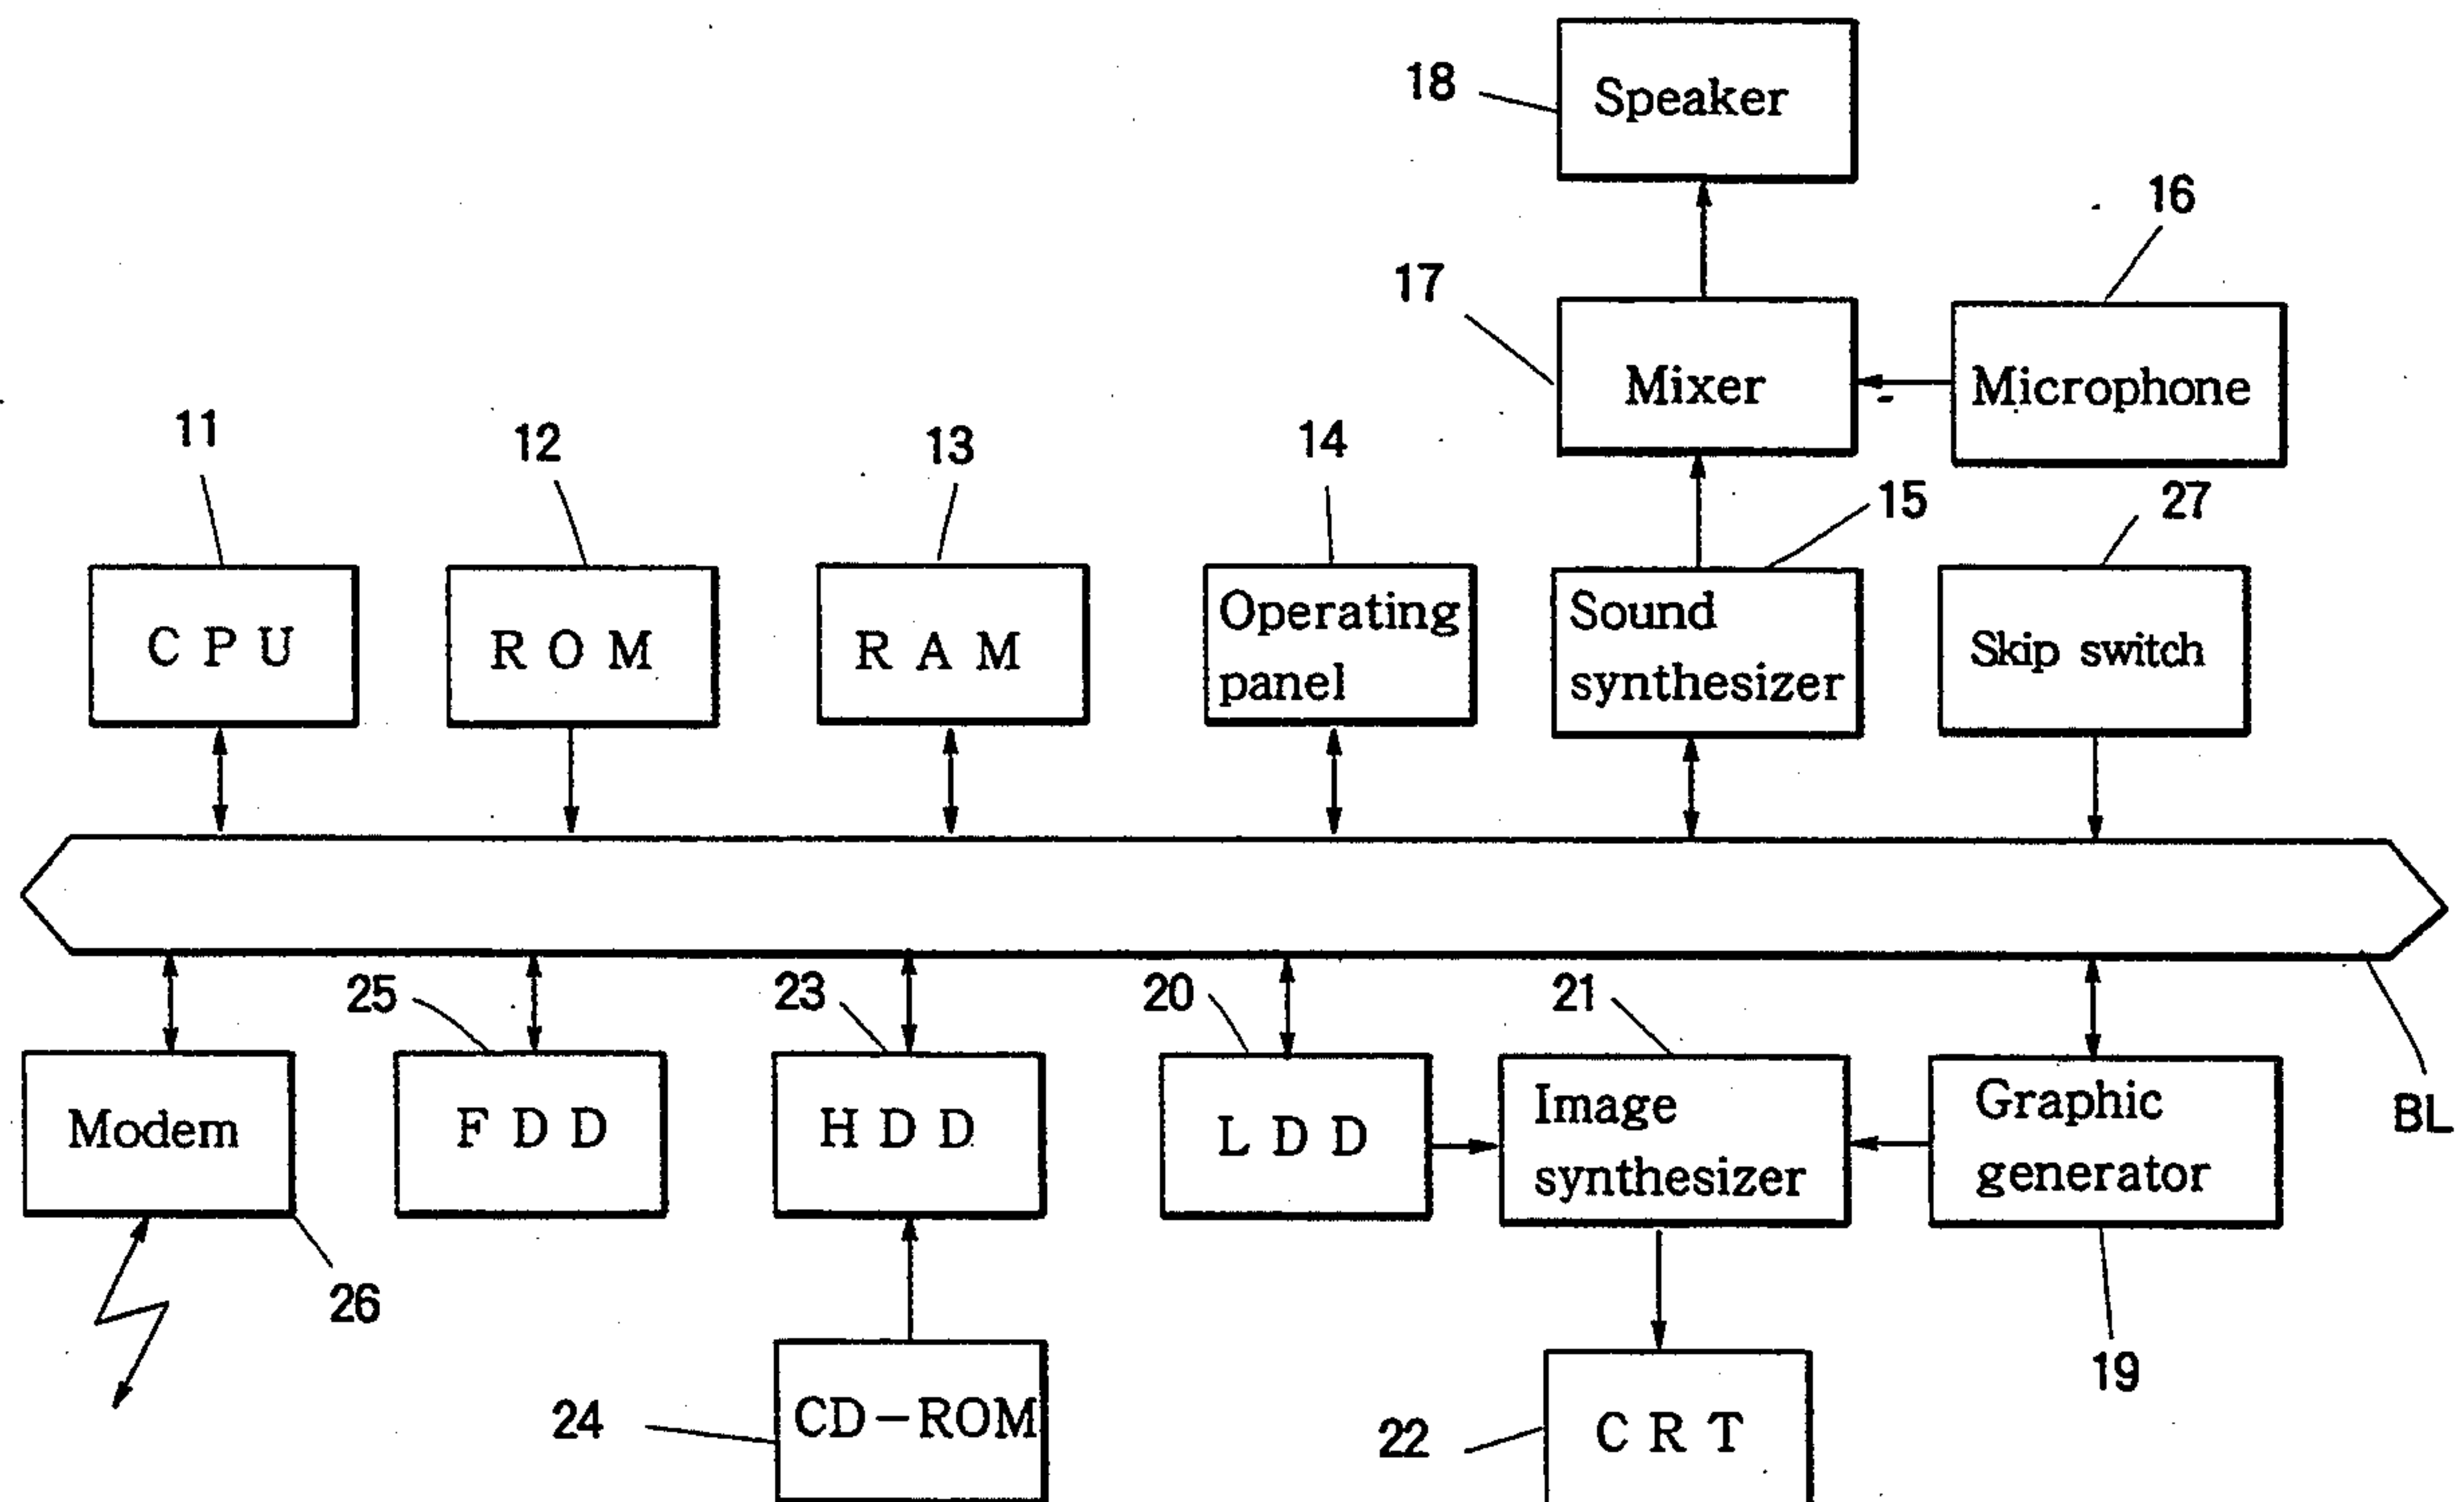 18
Speaker
16
17
Mixer
Microphone
11
12
13
14
15
27
C P U
R O M
R A M
Operating
panel
Sound
synthesizer
Skip switch
25
23
20
21
Modem
F D D
H D D
L D D
Image
synthesizer
Graphic
generator
BL
26
19
24
CD-ROM
22
C R T